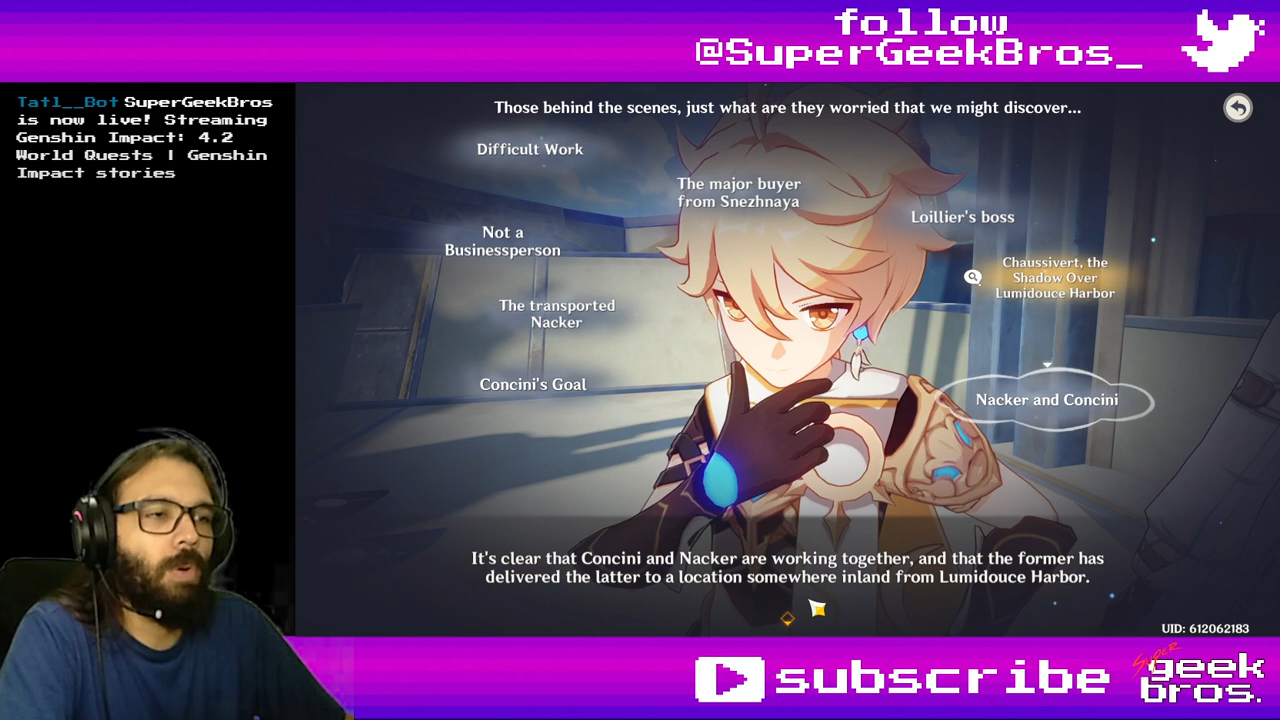 follow
@SuperGeekBros_
Tatl__Bot SuperGeekBros
is now live! Streaming
Genshin Impact: 4.2
World Quests | Genshin
Impact stories
Those behind the scenes, just what are they worried that we might discover...
Difficult Work
The major buyer
from Snezhnaya
Loillier's boss
Not a
Businessperson
Chaussivert, the
Shadow Over
Lumidouce Harbor
The transported
Nacker
Concini's Goal
Nacker and Concini
It's clear that Concini and Nacker are working together, and that the former has
delivered the latter to a location somewhere inland from Lumidouce Harbor.
UID: 612062183
subscribe
SUPER
geek
bros.